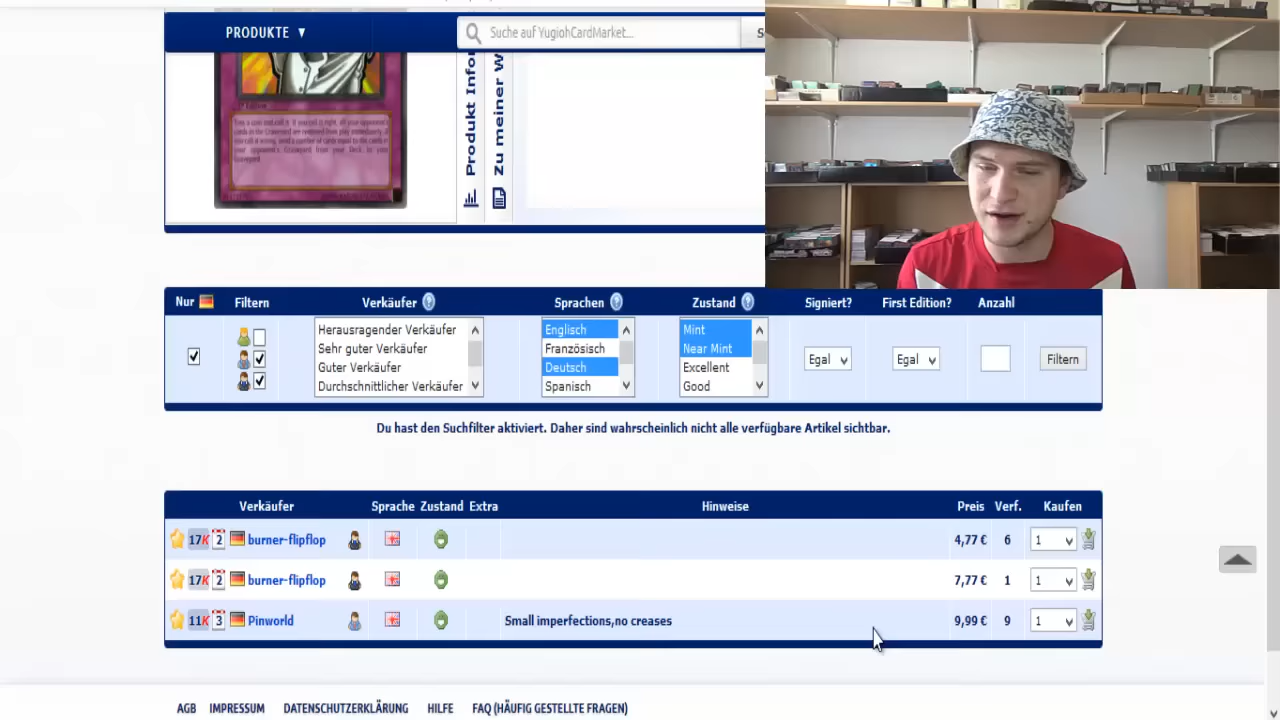 PRODUKTE ▼
Suche auf YugiohCardMarket...
S
Produkt Infor
Zu meiner W
1st Edition
Nur
Filtern
Verkäufer ?
Sprachen ?
Zustand ?
Signiert?
First Edition?
Anzahl
Herausragender Verkäufer
Sehr guter Verkäufer
Guter Verkäufer
Durchschnittlicher Verkäufer
Englisch
Französisch
Deutsch
Spanisch
Mint
Near Mint
Excellent
Good
Egal
Egal
Filtern
Du hast den Suchfilter aktiviert. Daher sind wahrscheinlich nicht alle verfügbare Artikel sichtbar.
Verkäufer Sprache Zustand Extra Hinweise Preis Verf. Kaufen
17K 2 burner-flipflop 4,77 € 6 1
17K 2 burner-flipflop 7,77 € 1 1
11K 3 Pinworld Small imperfections,no creases 9,99 € 9 1
AGB IMPRESSUM DATENSCHUTZERKLÄRUNG HILFE FAQ (HÄUFIG GESTELLTE FRAGEN)